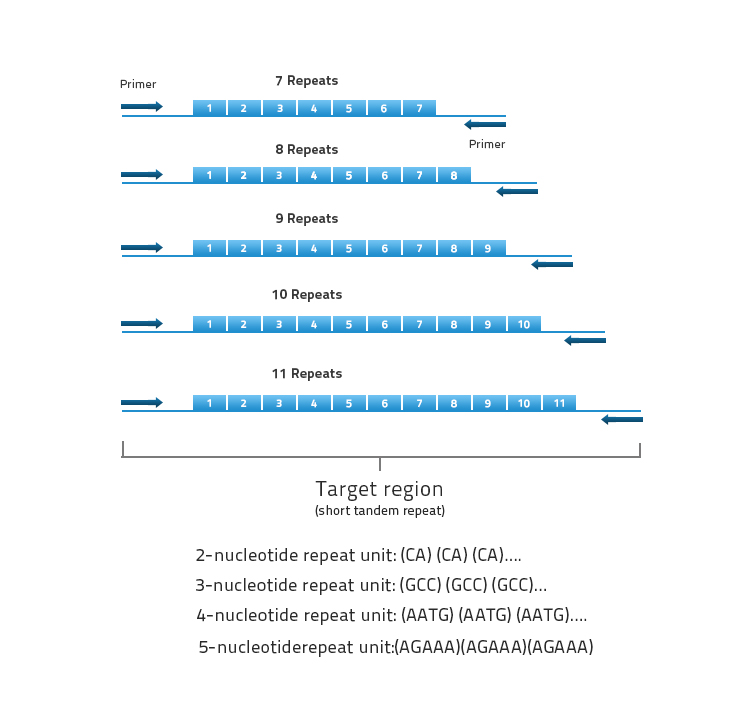 7 Repeats
Primer
1 2 3 4 5 6 7
Primer
8 Repeats
1 2 3 4 5 6 7 8
9 Repeats
1 2 3 4 5 6 7 8 9
10 Repeats
1 2 3 4 5 6 7 8 9 10
11 Repeats
1 2 3 4 5 6 7 8 9 10 11
Target region
(short tandem repeat)
2-nucleotide repeat unit: (CA) (CA) (CA)....
3-nucleotide repeat unit: (GCC) (GCC) (GCC)...
4-nucleotide repeat unit: (AATG) (AATG) (AATG)....
5-nucleotiderepeat unit:(AGAAA)(AGAAA)(AGAAA)